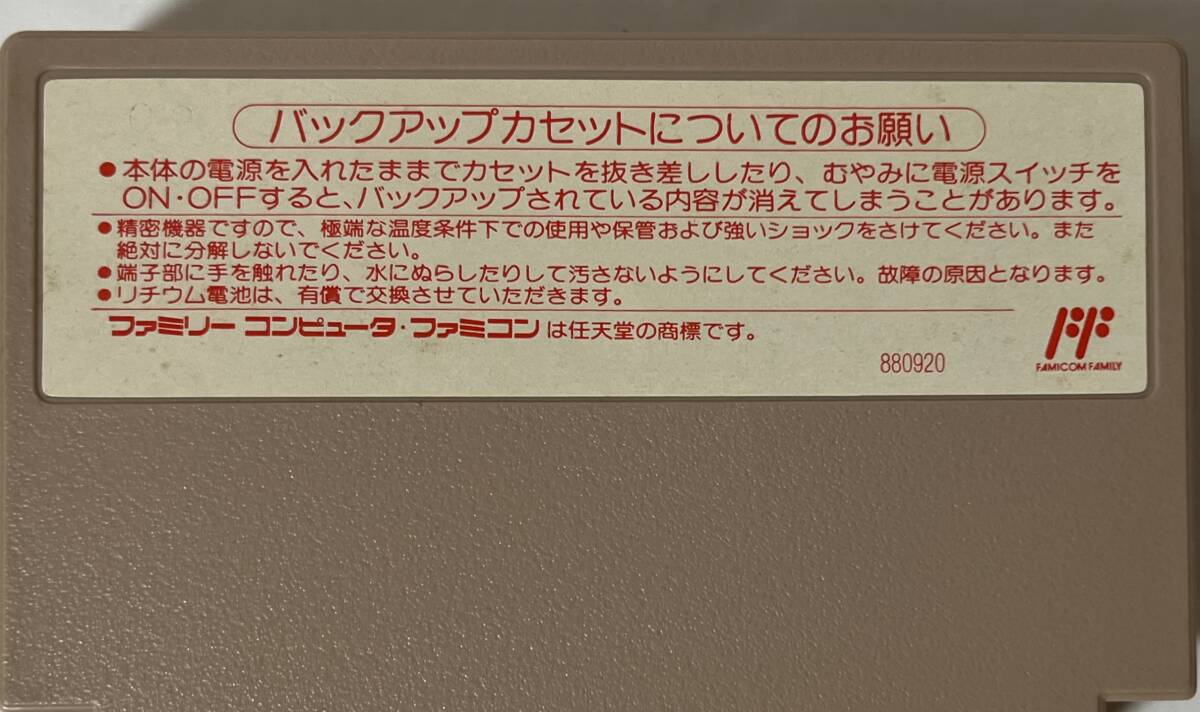 バックアップカセットについてのお願い
●本体の電源を入れたままでカセットを抜き差ししたり、むやみに電源スイッチを
ON・OFFすると、バックアップされている内容が消えてしまうことがあります。
●精密機器ですので、極端な温度条件下での使用や保管および強いショックをさけてください。また
絶対に分解しないでください。
●端子部に手を触れたり、水にぬらしたりして汚さないようにしてください。故障の原因となります。
●リチウム電池は、有償で交換させていただきます。
ファミリー コンピュータ・ファミコン は任天堂の商標です。
880920
FAMICOM FAMILY